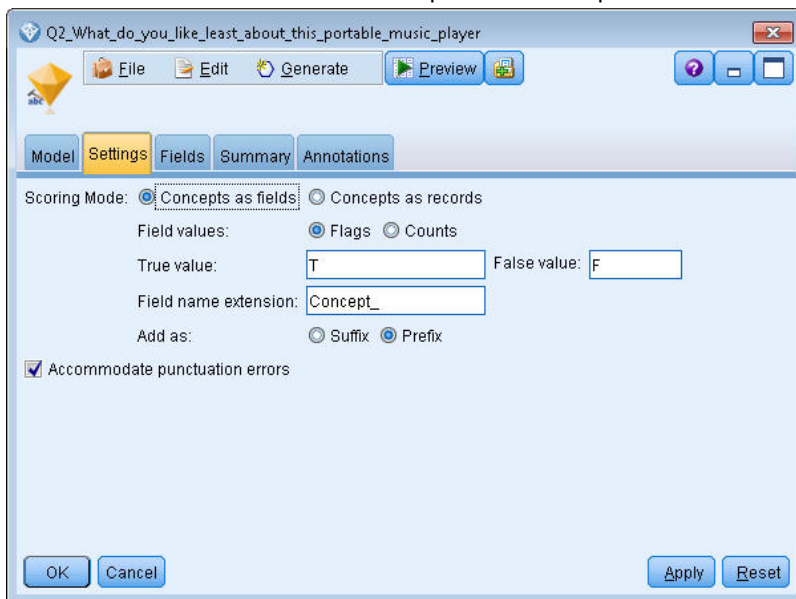 Q2_What_do_you_like_least_about_this_portable_music_player
File Edit Generate Preview
abc
Model Settings Fields Summary Annotations
Scoring Mode: Concepts as fields Concepts as records
Field values: Flags Counts
True value: T False value: F
Field name extension: Concept_
Add as: Suffix Prefix
Accommodate punctuation errors
OK Cancel Apply Reset